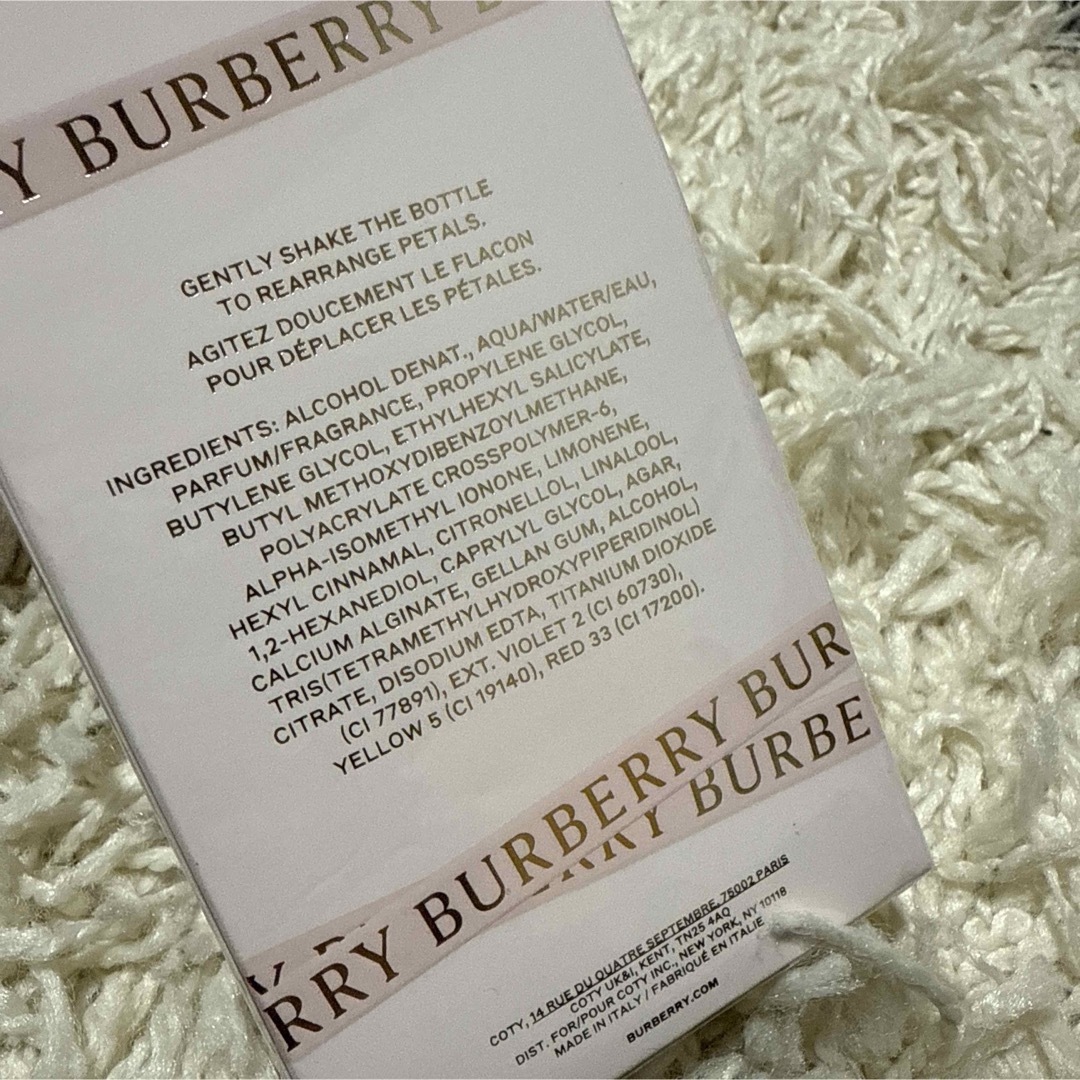 Y BURBERRY B
GENTLY SHAKE THE BOTTLE
TO REARRANGE PETALS.
AGITEZ DOUCEMENT LE FLACON
POUR DÉPLACER LES PÉTALES.
INGREDIENTS: ALCOHOL DENAT., AQUA/WATER/EAU,
PARFUM/FRAGRANCE, PROPYLENE GLYCOL,
BUTYLENE GLYCOL, ETHYLHEXYL SALICYLATE,
BUTYL METHOXYDIBENZOYLMETHANE,
POLYACRYLATE CROSSPOLYMER-6,
ALPHA-ISOMETHYL IONONE, LIMONENE,
HEXYL CINNAMAL, CITRONELLOL, LINALOOL,
1,2-HEXANEDIOL, CAPRYLYL GLYCOL, AGAR,
CALCIUM ALGINATE, GELLAN GUM, ALCOHOL,
TRIS(TETRAMETHYLHYDROXYPIPERIDINOL)
CITRATE, DISODIUM EDTA, TITANIUM DIOXIDE
(CI 77891), EXT. VIOLET 2 (CI 60730),
YELLOW 5 (CI 19140), RED 33 (CI 17200).
RRY BURBERRY BUR
RRY BURBE
COTY, 14 RUE DU QUATRE SEPTEMBRE, 75002 PARIS
COTY UK&I, KENT, TN25 4AQ
DIST. FOR/POUR COTY INC., NEW YORK, NY 10118
MADE IN ITALY / FABRIQUÉ EN ITALIE
BURBERRY.COM